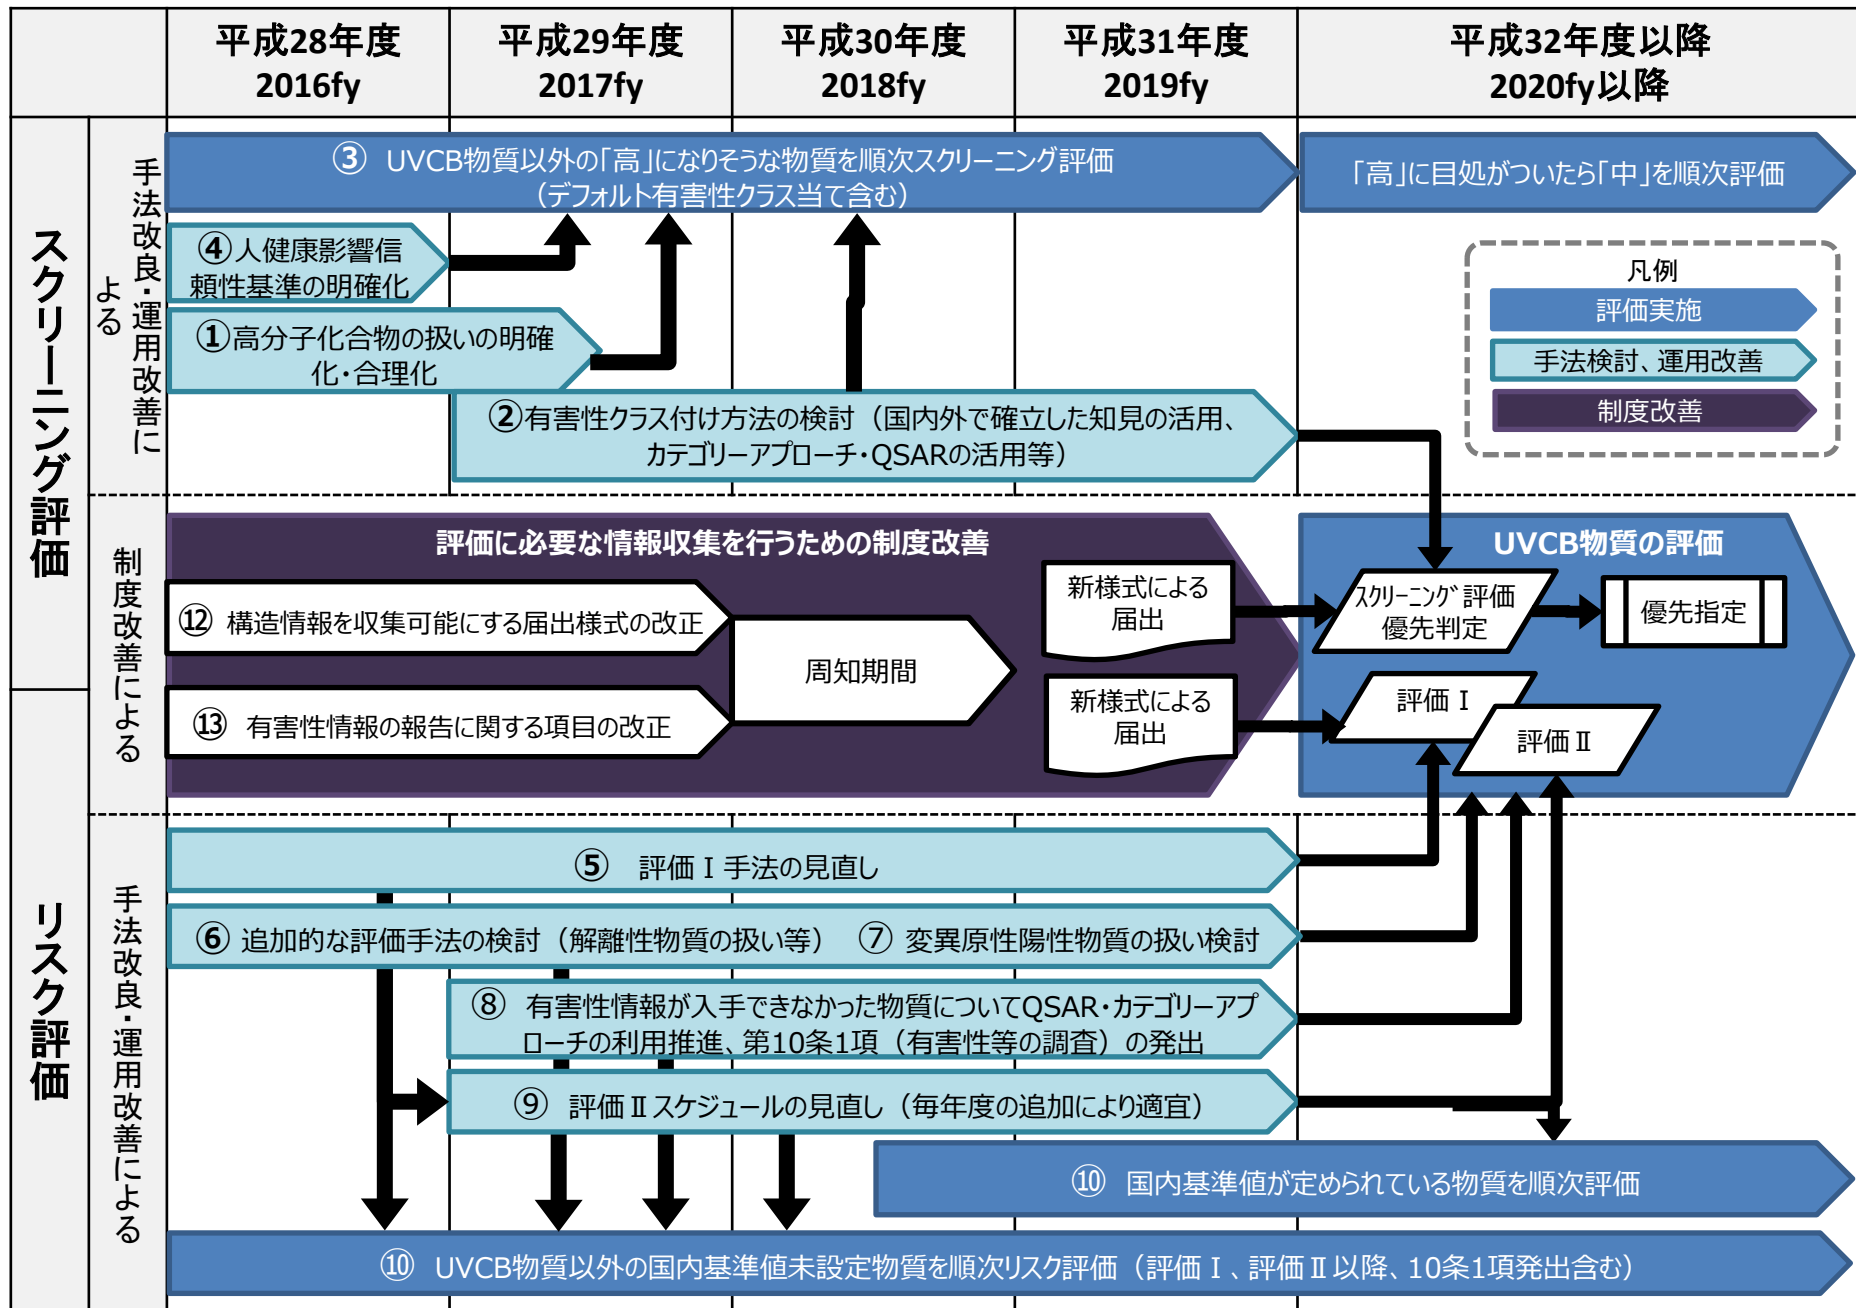 平成28年度
2016fy
平成29年度
2017fy
平成30年度
2018fy
平成31年度
2019fy
平成32年度以降
2020fy以降
スクリーニング評価
手法改良・運用改善に
よる
③ UVCB物質以外の「高」になりそうな物質を順次スクリーニング評価
(デフォルト有害性クラス当て含む)
「高」に目処がついたら「中」を順次評価
④人健康影響信
頼性基準の明確化
①高分子化合物の扱いの明確
化・合理化
②有害性クラス付け方法の検討(国内外で確立した知見の活用、
カテゴリーアプローチ・QSARの活用等)
凡例
評価実施
手法検討、運用改善
制度改善
制度改善による
評価に必要な情報収集を行うための制度改善
⑫ 構造情報を収集可能にする届出様式の改正
⑬ 有害性情報の報告に関する項目の改正
周知期間
新様式による
届出
新様式による
届出
UVCB物質の評価
スクリーニング評価
優先判定
優先指定
評価Ⅰ
評価Ⅱ
リスク評価
手法改良・運用改善による
⑤ 評価Ⅰ手法の見直し
⑥ 追加的な評価手法の検討(解離性物質の扱い等) ⑦ 変異原性陽性物質の扱い検討
⑧ 有害性情報が入手できなかった物質についてQSAR・カテゴリーアプ
ローチの利用推進、第10条1項(有害性等の調査)の発出
⑨ 評価Ⅱスケジュールの見直し(毎年度の追加により適宜)
⑩ 国内基準値が定められている物質を順次評価
⑩ UVCB物質以外の国内基準値未設定物質を順次リスク評価(評価Ⅰ、評価Ⅱ以降、10条1項発出含む)